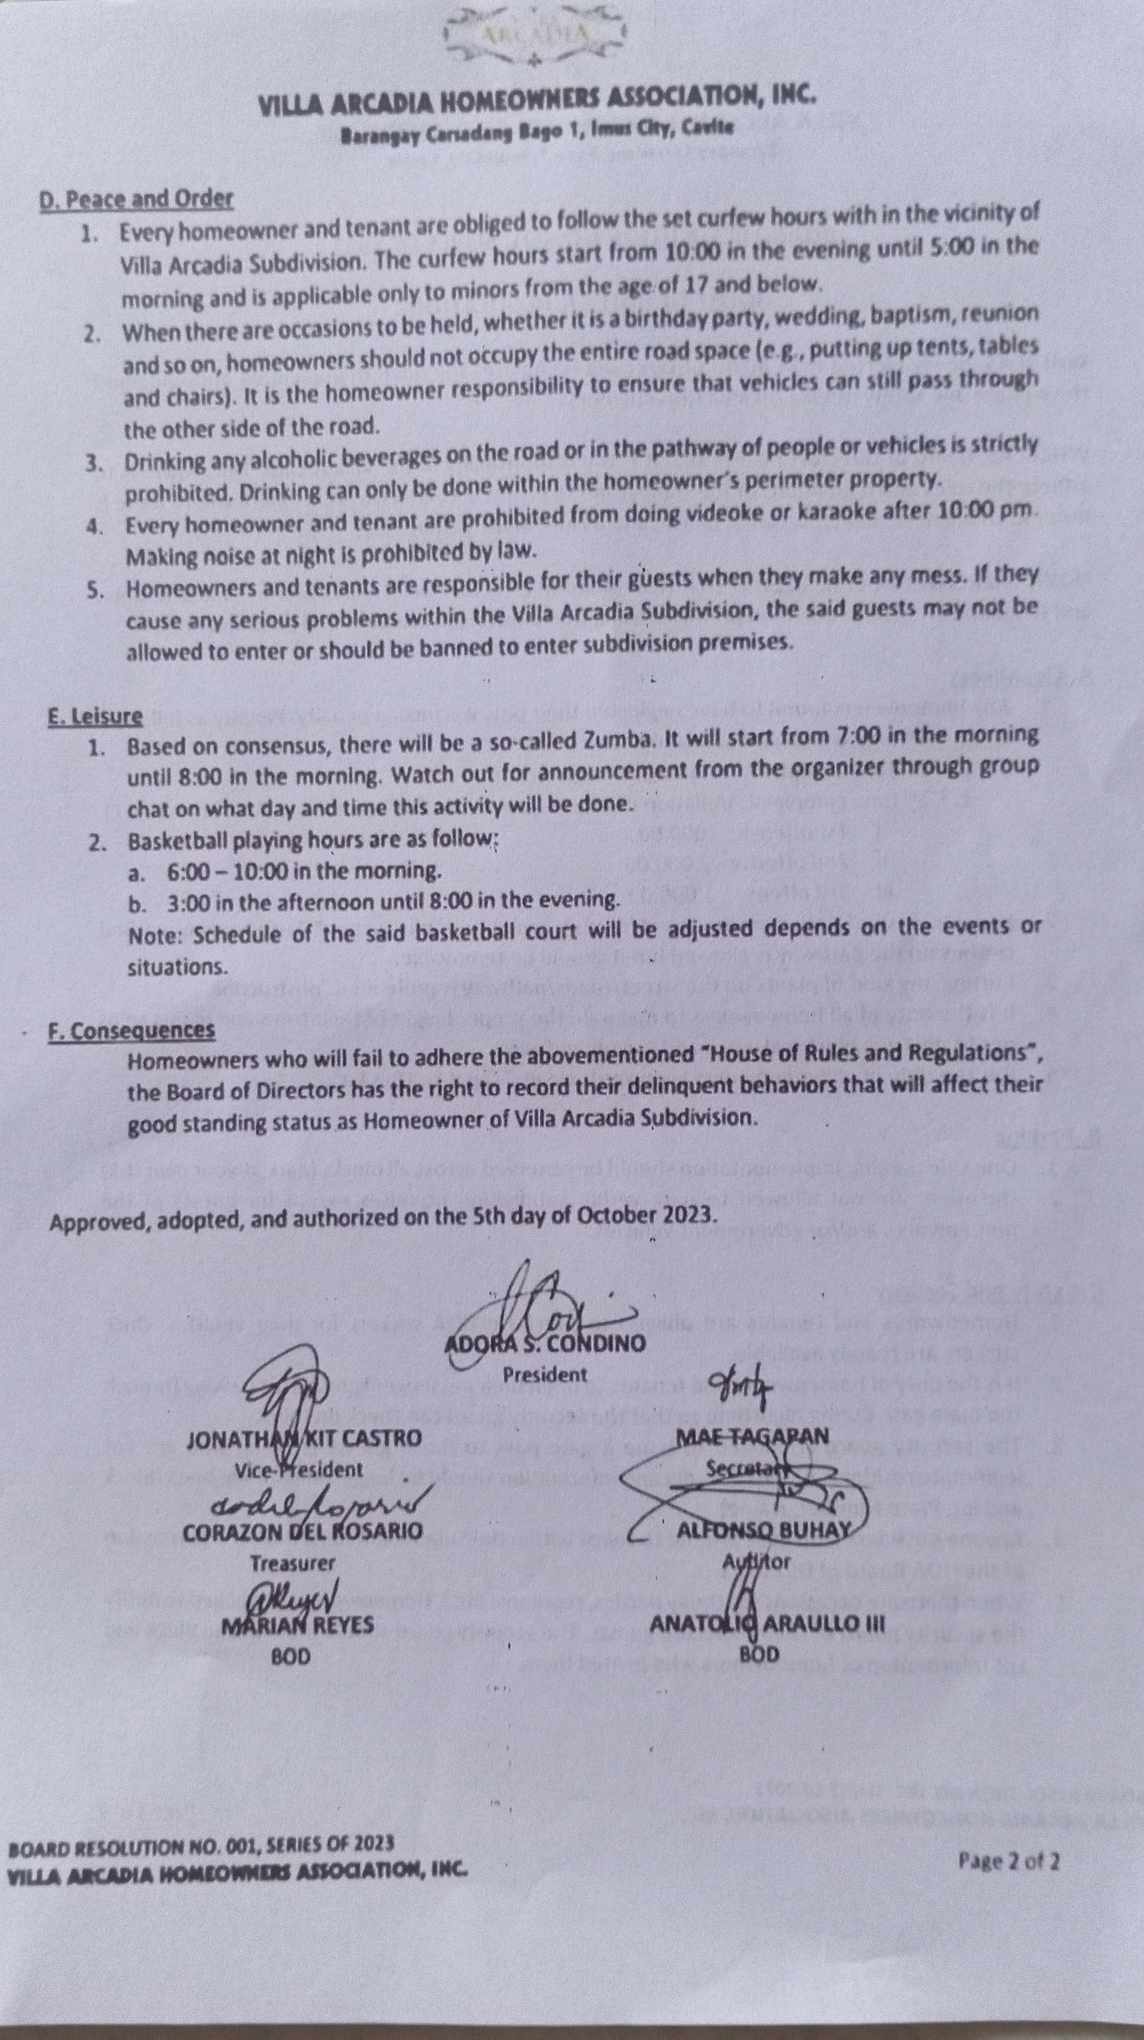 ARCADIA
VILLA ARCADIA HOMEOWNERS ASSOCIATION, INC.
Barangay Carsadang Bago 1, Imus City, Cavite
D. Peace and Order
1. Every homeowner and tenant are obliged to follow the set curfew hours with in the vicinity of
Villa Arcadia Subdivision. The curfew hours start from 10:00 in the evening until 5:00 in the
morning and is applicable only to minors from the age of 17 and below.
2. When there are occasions to be held, whether it is a birthday party, wedding, baptism, reunion
and so on, homeowners should not occupy the entire road space (e.g., putting up tents, tables
and chairs). It is the homeowner responsibility to ensure that vehicles can still pass through
the other side of the road.
3. Drinking any alcoholic beverages on the road or in the pathway of people or vehicles is strictly
prohibited. Drinking can only be done within the homeowner's perimeter property.
4. Every homeowner and tenant are prohibited from doing videoke or karaoke after 10:00 pm.
Making noise at night is prohibited by law.
5. Homeowners and tenants are responsible for their guests when they make any mess. If they
cause any serious problems within the Villa Arcadia Subdivision, the said guests may not be
allowed to enter or should be banned to enter subdivision premises.
E. Leisure
1. Based on consensus, there will be a so-called Zumba. It will start from 7:00 in the morning
until 8:00 in the morning. Watch out for announcement from the organizer through group
chat on what day and time this activity will be done.
2. Basketball playing hours are as follow:
a. 6:00 – 10:00 in the morning.
b. 3:00 in the afternoon until 8:00 in the evening.
Note: Schedule of the said basketball court will be adjusted depends on the events or
situations.
F. Consequences
Homeowners who will fail to adhere the abovementioned "House of Rules and Regulations",
the Board of Directors has the right to record their delinquent behaviors that will affect their
good standing status as Homeowner of Villa Arcadia Subdivision.
Approved, adopted, and authorized on the 5th day of October 2023.
ADORA S. CONDINO
President
JONATHAN KIT CASTRO
Vice-President
MAE TAGAPAN
Secretary
CORAZON DEL ROSARIO
Treasurer
ALFONSO BUHAY
Auditor
MARIAN REYES
BOD
ANATOLIO ARAULLO III
BOD
BOARD RESOLUTION NO. 001, SERIES OF 2023
VILLA ARCADIA HOMEOWNERS ASSOCIATION, INC.
Page 2 of 2